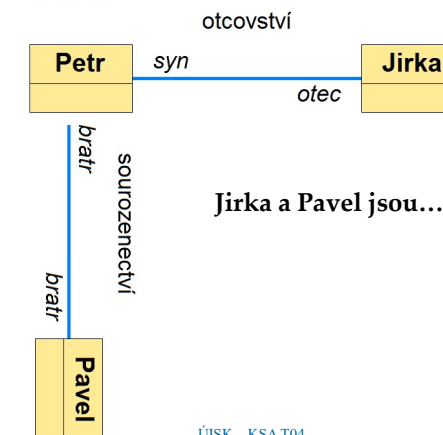 otcovství
Petr
syn
Jirka
otec
bratr
sourozenectví
Jirka a Pavel jsou…
bratr
Pavel